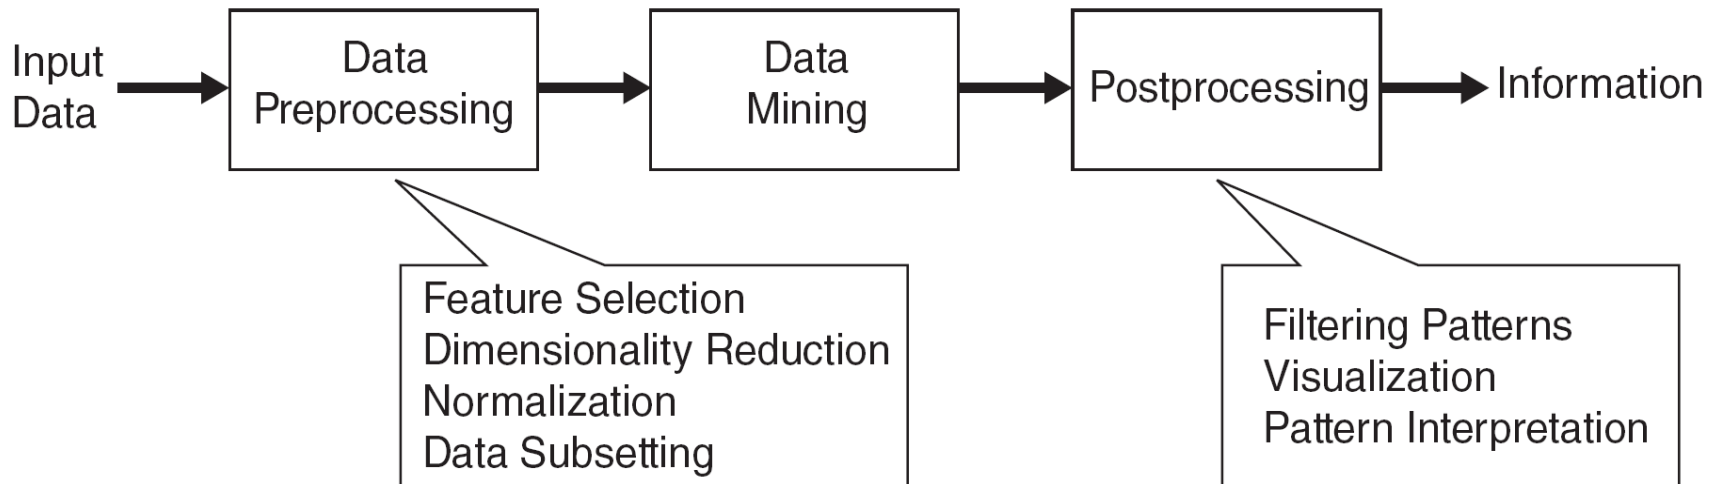 Input
Data
Data
Preprocessing
Data
Mining
Postprocessing
Information
Feature Selection
Dimensionality Reduction
Normalization
Data Subsetting
Filtering Patterns
Visualization
Pattern Interpretation